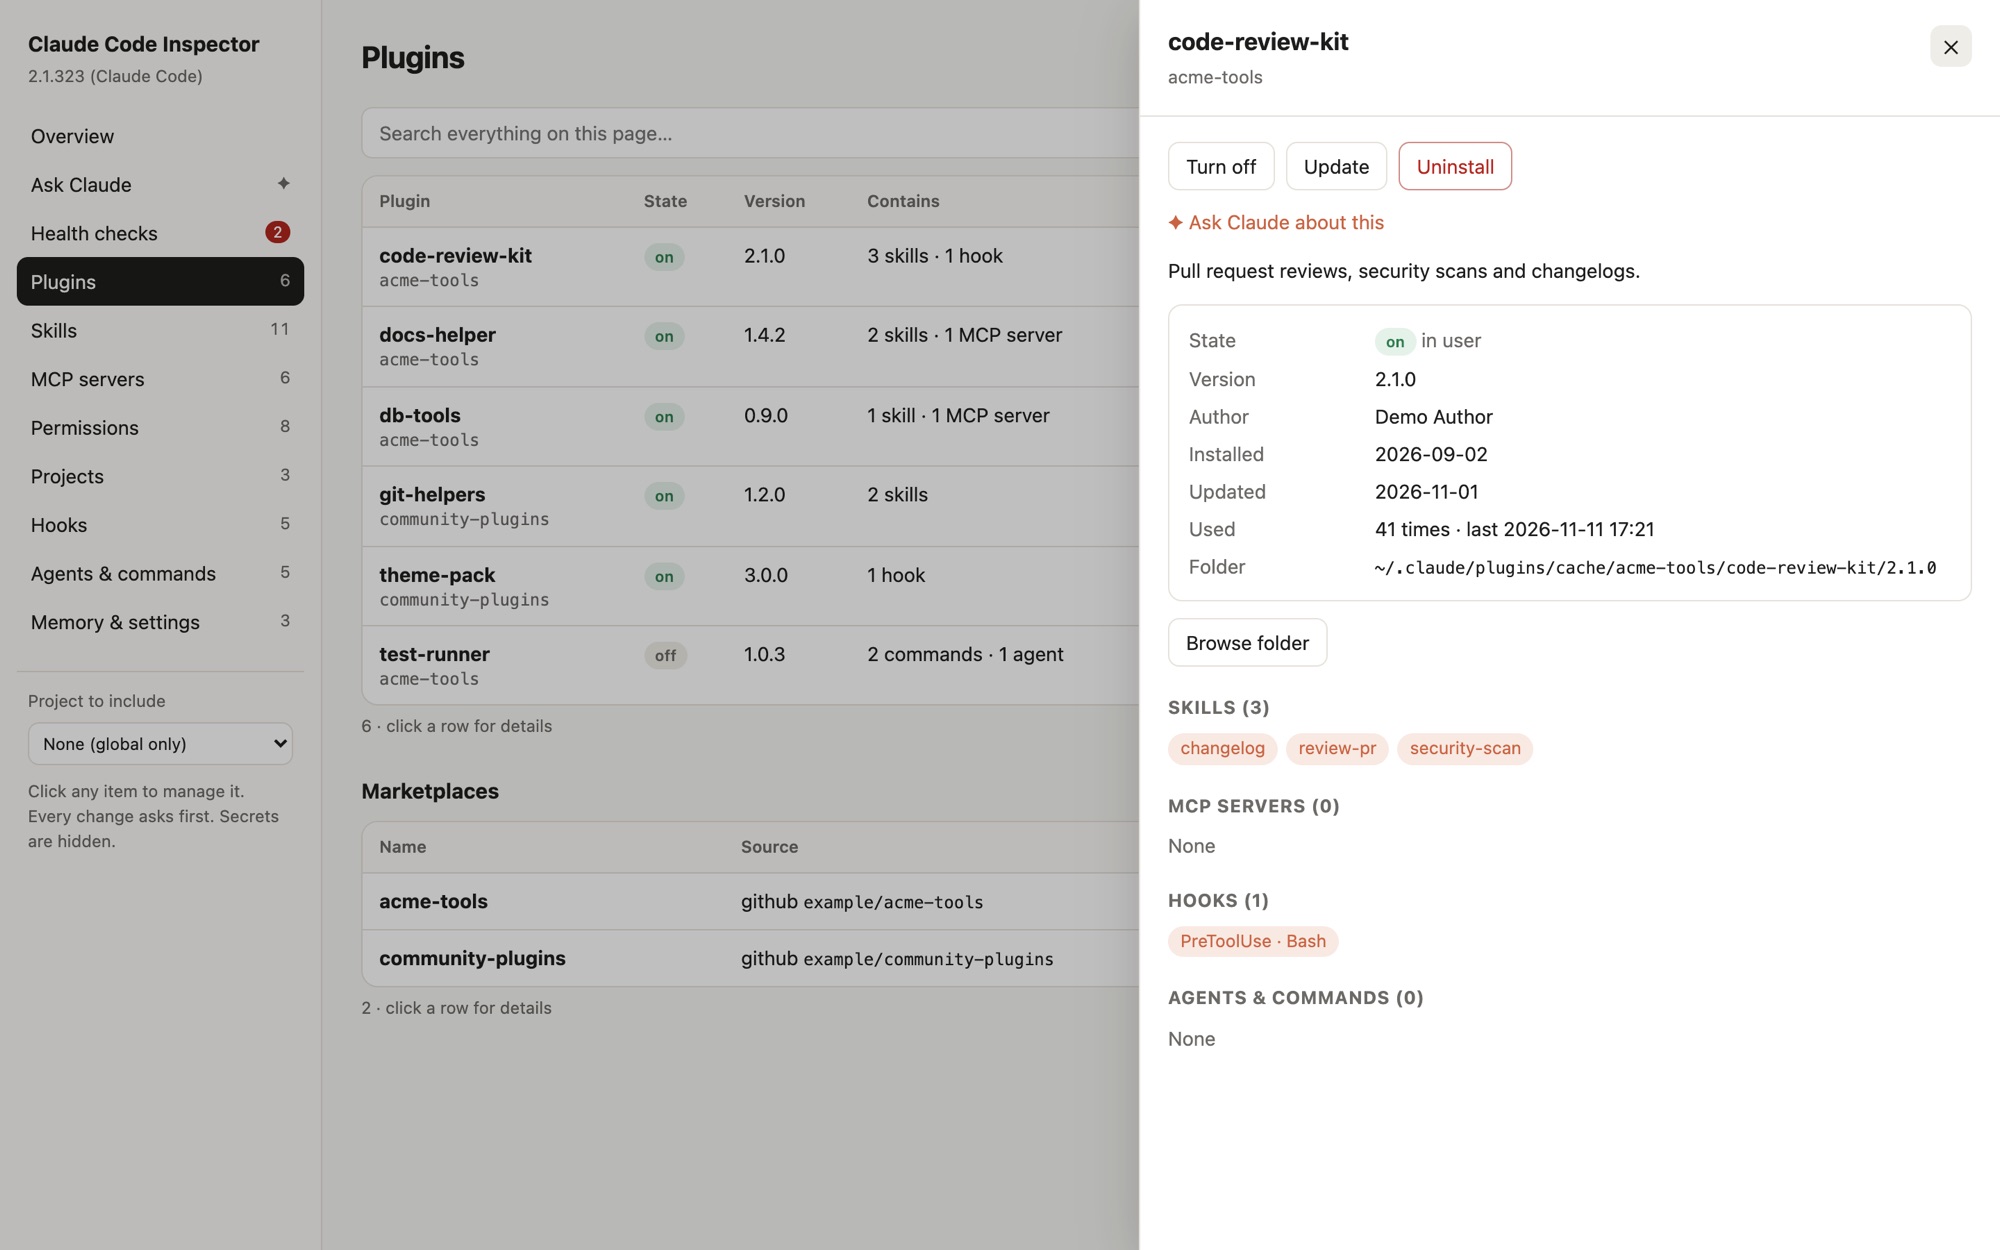 Claude Code Inspector
2.1.323 (Claude Code)
Overview
Ask Claude ✦
Health checks 2
Plugins 6
Skills 11
MCP servers 6
Permissions 8
Projects 3
Hooks 5
Agents & commands 5
Memory & settings 3
Project to include
None (global only)
Click any item to manage it.
Every change asks first. Secrets
are hidden.
Plugins
Search everything on this page...
Plugin State Version Contains
code-review-kit on 2.1.0 3 skills · 1 hook
acme-tools
docs-helper on 1.4.2 2 skills · 1 MCP server
acme-tools
db-tools on 0.9.0 1 skill · 1 MCP server
acme-tools
git-helpers on 1.2.0 2 skills
community-plugins
theme-pack on 3.0.0 1 hook
community-plugins
test-runner off 1.0.3 2 commands · 1 agent
acme-tools
6 · click a row for details
Marketplaces
Name Source
acme-tools github example/acme-tools
community-plugins github example/community-plugins
2 · click a row for details
code-review-kit
acme-tools
Turn off Update Uninstall
✦ Ask Claude about this
Pull request reviews, security scans and changelogs.
State on in user
Version 2.1.0
Author Demo Author
Installed 2026-09-02
Updated 2026-11-01
Used 41 times · last 2026-11-11 17:21
Folder ~/.claude/plugins/cache/acme-tools/code-review-kit/2.1.0
Browse folder
SKILLS (3)
changelog review-pr security-scan
MCP SERVERS (0)
None
HOOKS (1)
PreToolUse · Bash
AGENTS & COMMANDS (0)
None